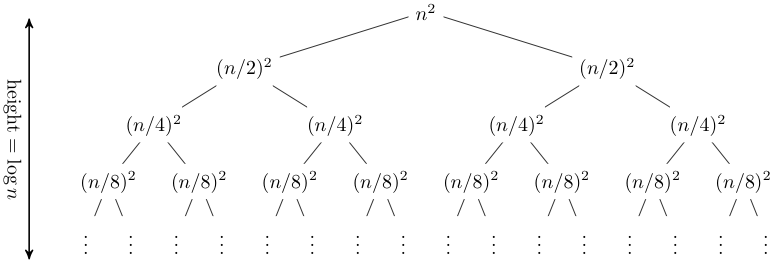 n²
(n/2)² (n/2)²
(n/4)² (n/4)² (n/4)² (n/4)²
(n/8)² (n/8)² (n/8)² (n/8)² (n/8)² (n/8)² (n/8)² (n/8)²
⋮ ⋮ ⋮ ⋮ ⋮ ⋮ ⋮ ⋮ ⋮ ⋮ ⋮ ⋮ ⋮ ⋮ ⋮ ⋮
height = log n